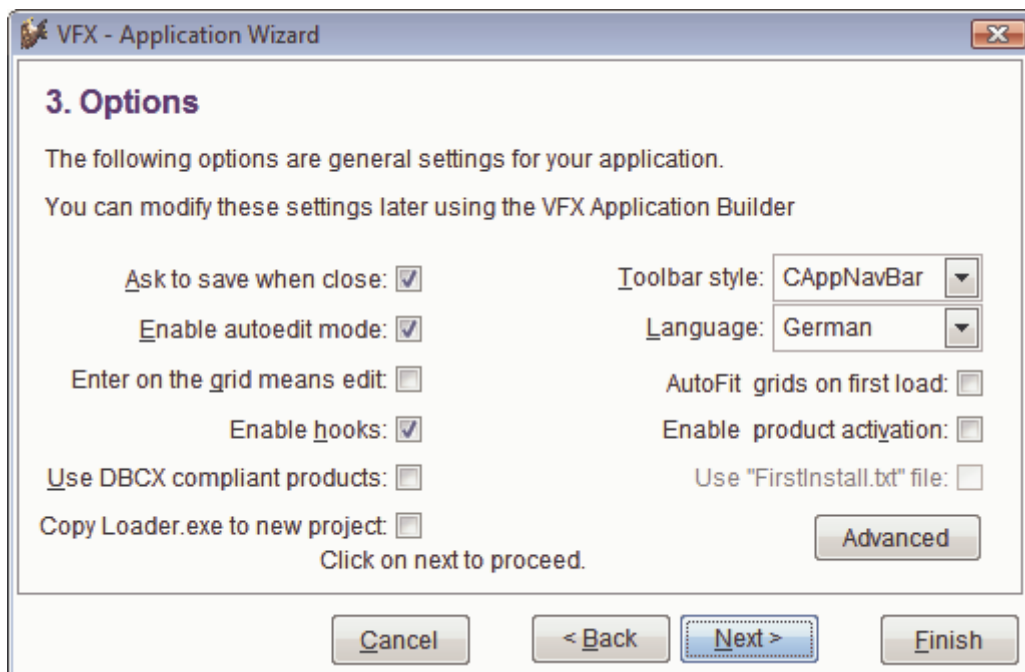 VFX - Application Wizard
3. Options
The following options are general settings for your application.
You can modify these settings later using the VFX Application Builder
Ask to save when close:
Enable autoedit mode:
Enter on the grid means edit:
Enable hooks:
Use DBCX compliant products:
Copy Loader.exe to new project:
Toolbar style: CAppNavBar
Language: German
AutoFit grids on first load:
Enable product activation:
Use "FirstInstall.txt" file:
Advanced
Click on next to proceed.
Cancel
< Back
Next >
Finish